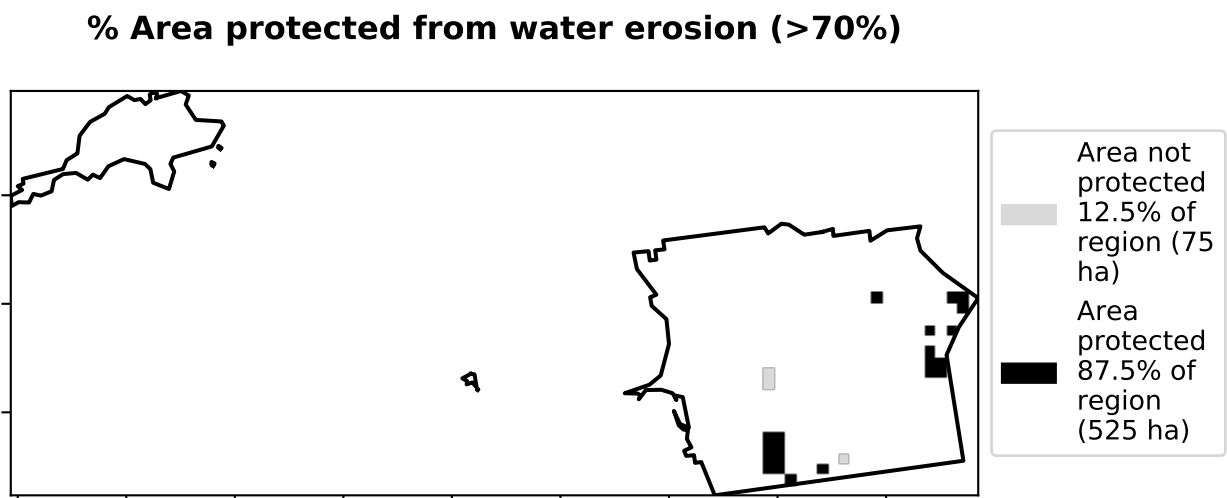 % Area protected from water erosion (>70%)
Area not
protected
12.5% of
region (75
ha)
Area
protected
87.5% of
region
(525 ha)